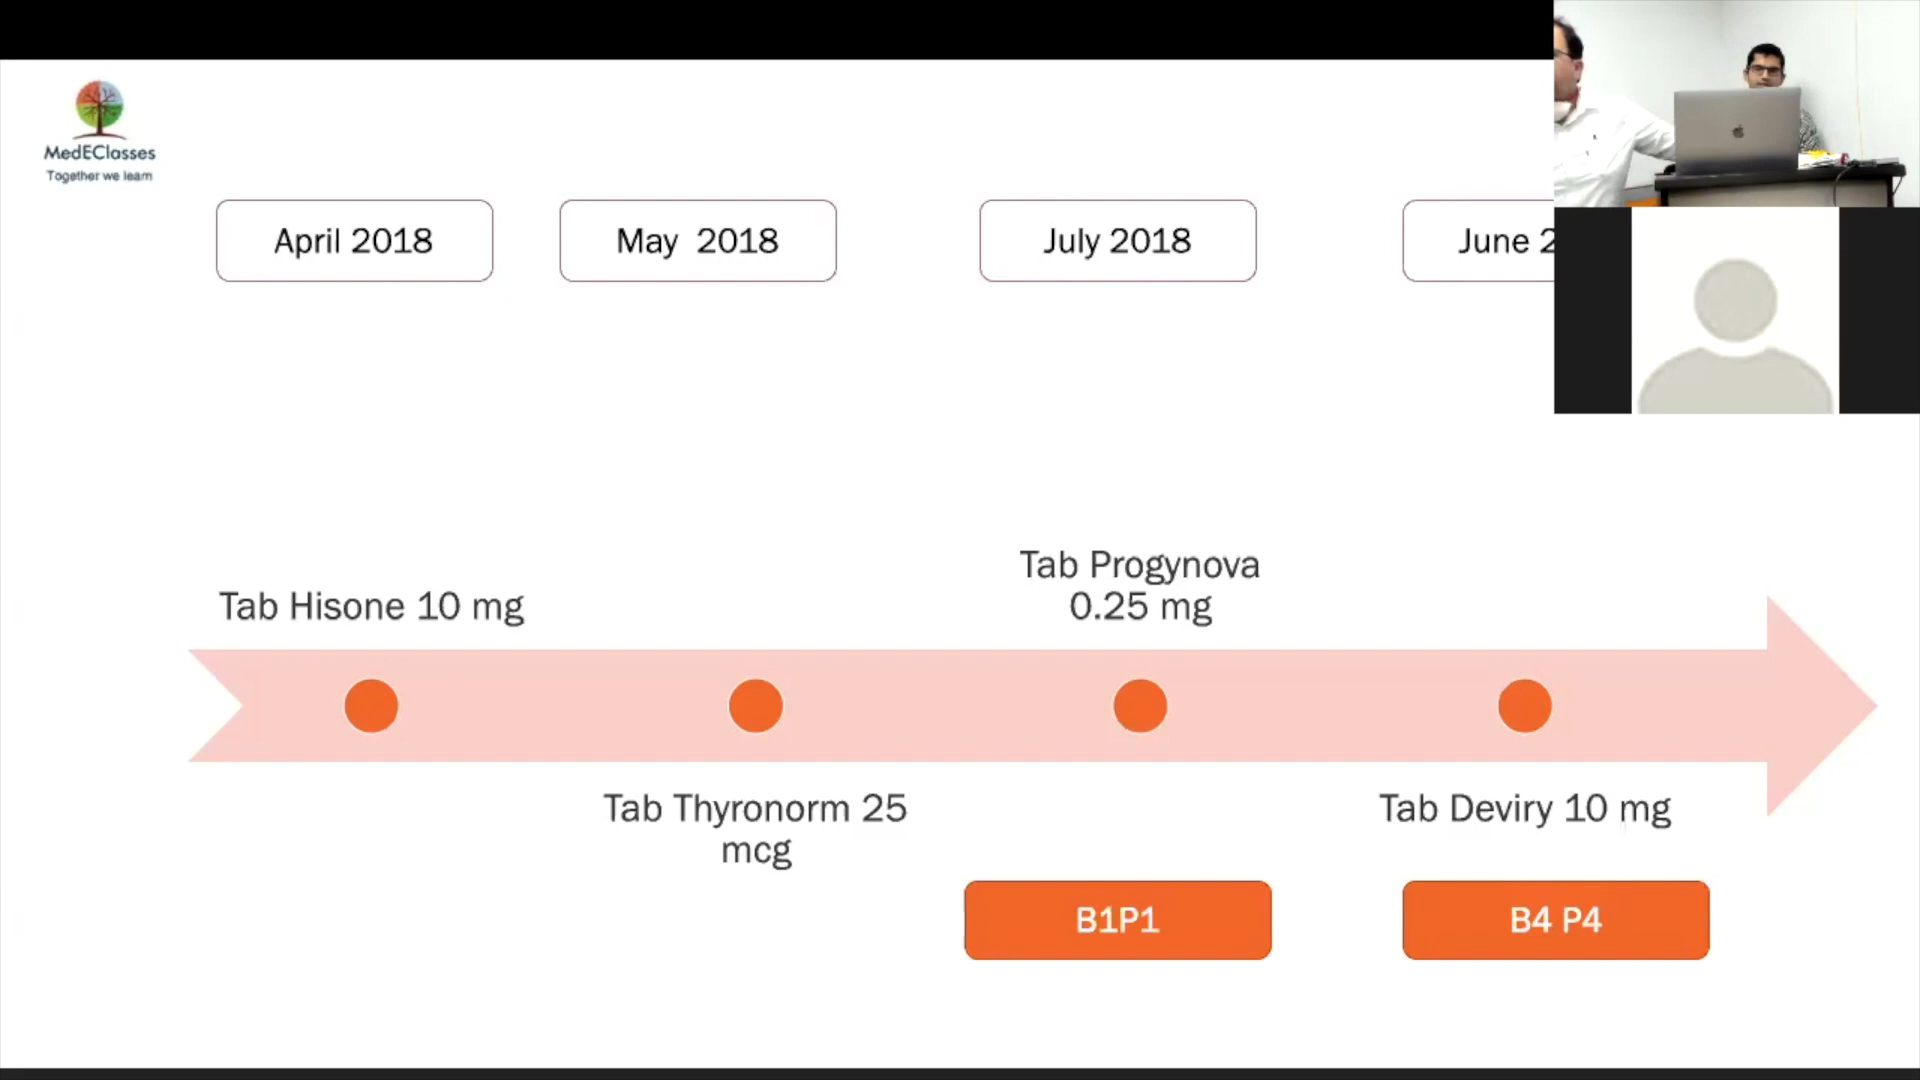 MedEClasses
Together we learn
April 2018
May 2018
July 2018
June 2
Tab Hisone 10 mg
Tab Progynova
0.25 mg
Tab Thyronorm 25
mcg
Tab Deviry 10 mg
B1P1
B4 P4